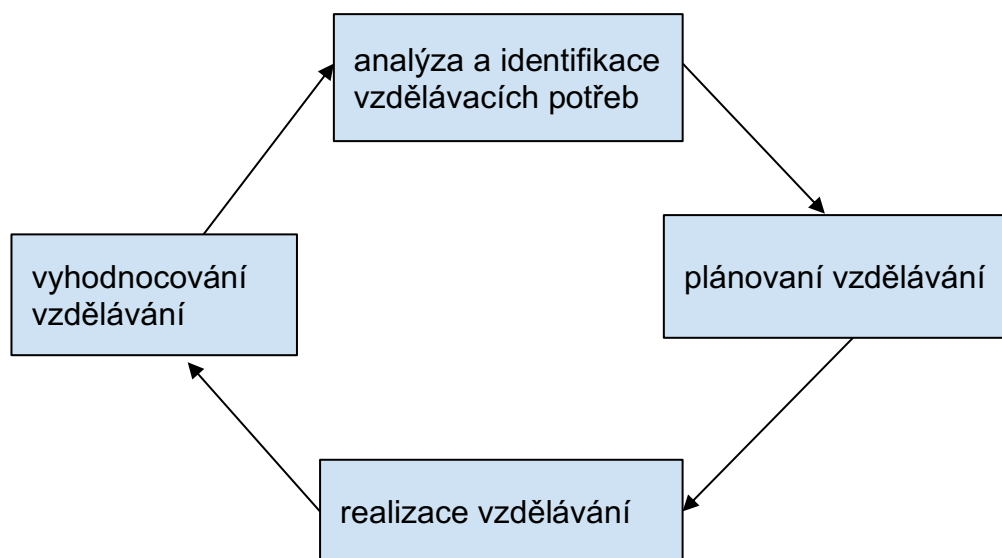 analýza a identifikace
vzdělávacích potřeb
plánovaní vzdělávání
realizace vzdělávání
vyhodnocování
vzdělávání